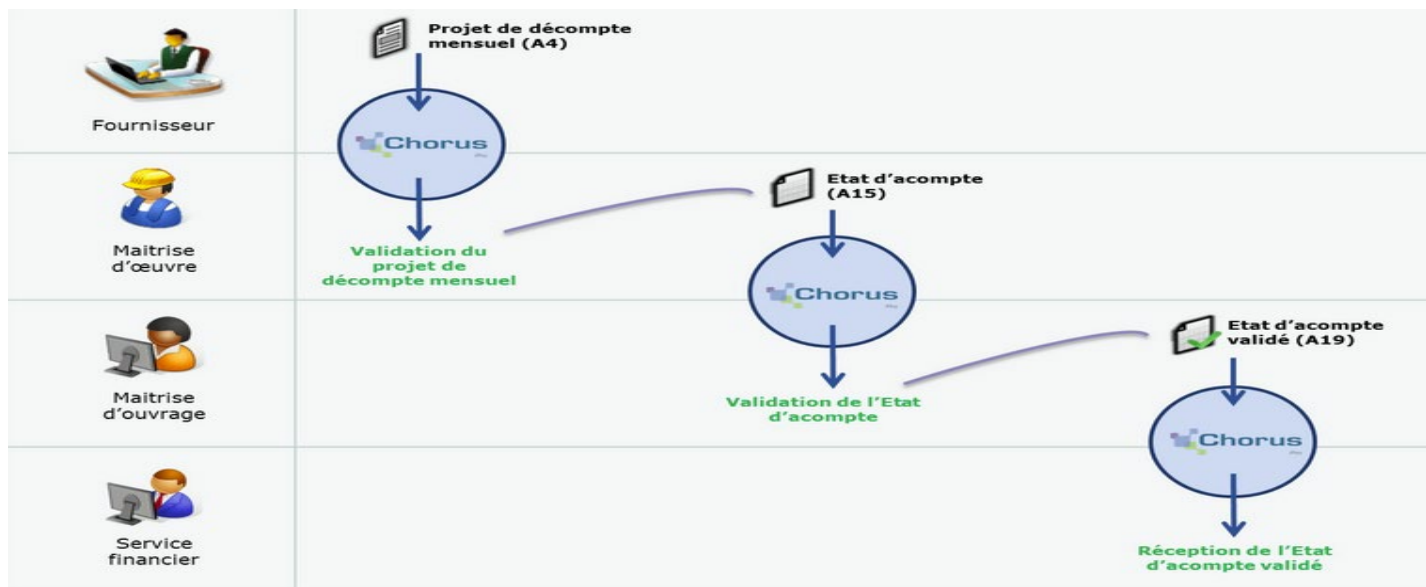 Projet de décompte
mensuel (A4)
Fournisseur
Chorus
Etat d'acompte
(A15)
Maitrise
d'œuvre
Validation du
projet de
décompte mensuel
Chorus
Etat d'acompte
validé (A19)
Maitrise
d'ouvrage
Validation de l'Etat
d'acompte
Chorus
Service
financier
Réception de l'Etat
d'acompte validé